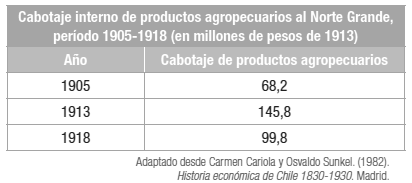 Cabotaje interno de productos agropecuarios al Norte Grande,
período 1905-1918 (en millones de pesos de 1913)
Año Cabotaje de productos agropecuarios
1905 68,2
1913 145,8
1918 99,8
Adaptado desde Carmen Cariola y Osvaldo Sunkel. (1982).
Historia económica de Chile 1830-1930. Madrid.